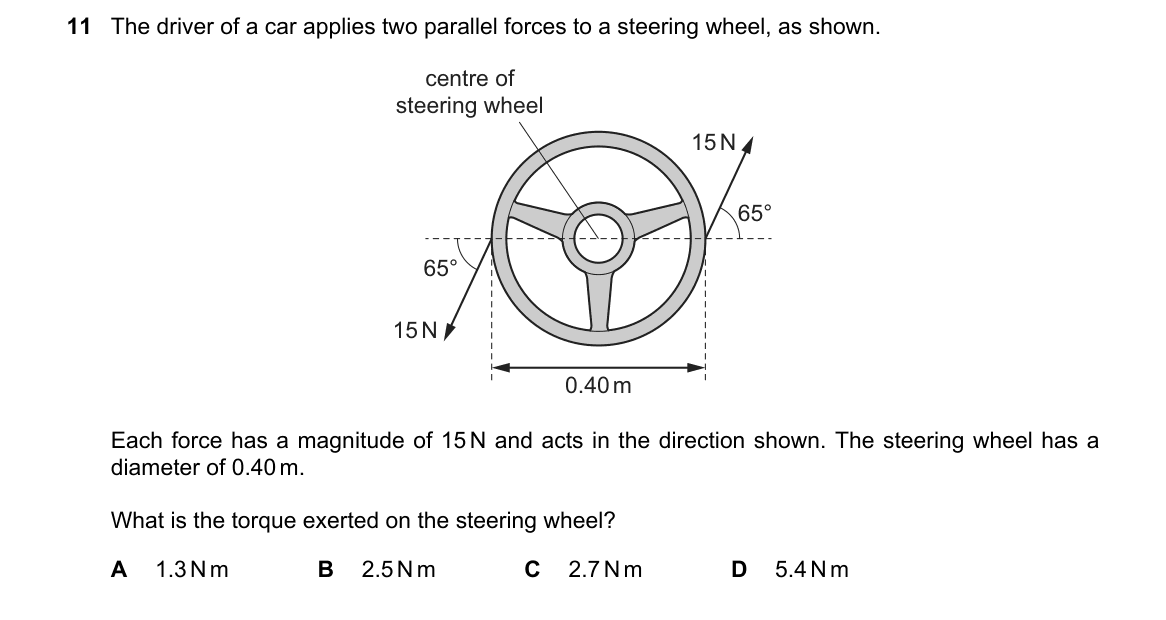 11 The driver of a car applies two parallel forces to a steering wheel, as shown.
centre of
steering wheel
15 N
65°
65°
15 N
0.40 m
Each force has a magnitude of 15 N and acts in the direction shown. The steering wheel has a
diameter of 0.40 m.
What is the torque exerted on the steering wheel?
A 1.3 N m B 2.5 N m C 2.7 N m D 5.4 N m